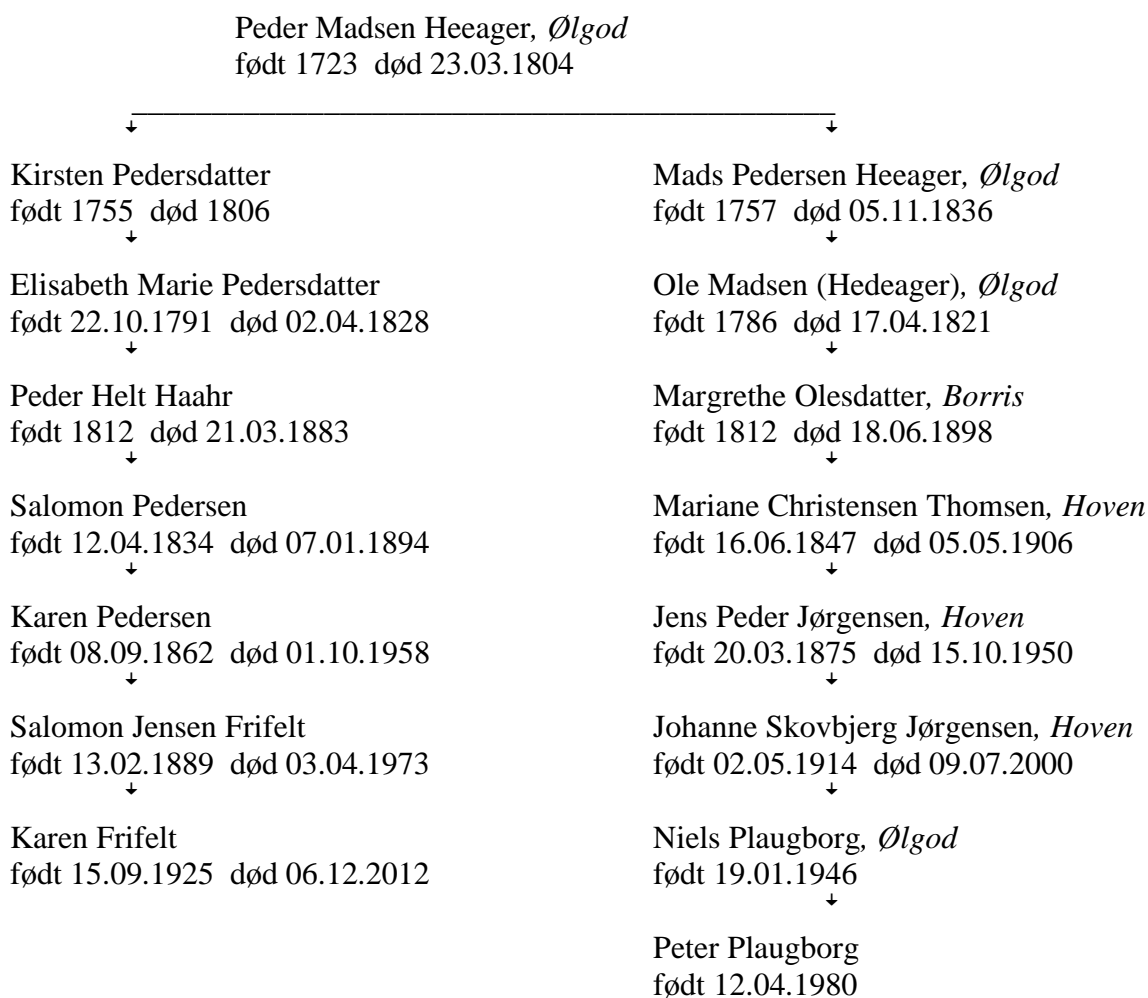 Peder Madsen Heeager, Ølgod
født 1723 død 23.03.1804
Kirsten Pedersdatter
født 1755 død 1806
Mads Pedersen Heeager, Ølgod
født 1757 død 05.11.1836
Elisabeth Marie Pedersdatter
født 22.10.1791 død 02.04.1828
Ole Madsen (Hedeager), Ølgod
født 1786 død 17.04.1821
Peder Helt Haahr
født 1812 død 21.03.1883
Margrethe Olesdatter, Borris
født 1812 død 18.06.1898
Salomon Pedersen
født 12.04.1834 død 07.01.1894
Mariane Christensen Thomsen, Hoven
født 16.06.1847 død 05.05.1906
Karen Pedersen
født 08.09.1862 død 01.10.1958
Jens Peder Jørgensen, Hoven
født 20.03.1875 død 15.10.1950
Salomon Jensen Frifelt
født 13.02.1889 død 03.04.1973
Johanne Skovbjerg Jørgensen, Hoven
født 02.05.1914 død 09.07.2000
Karen Frifelt
født 15.09.1925 død 06.12.2012
Niels Plaugborg, Ølgod
født 19.01.1946
Peter Plaugborg
født 12.04.1980